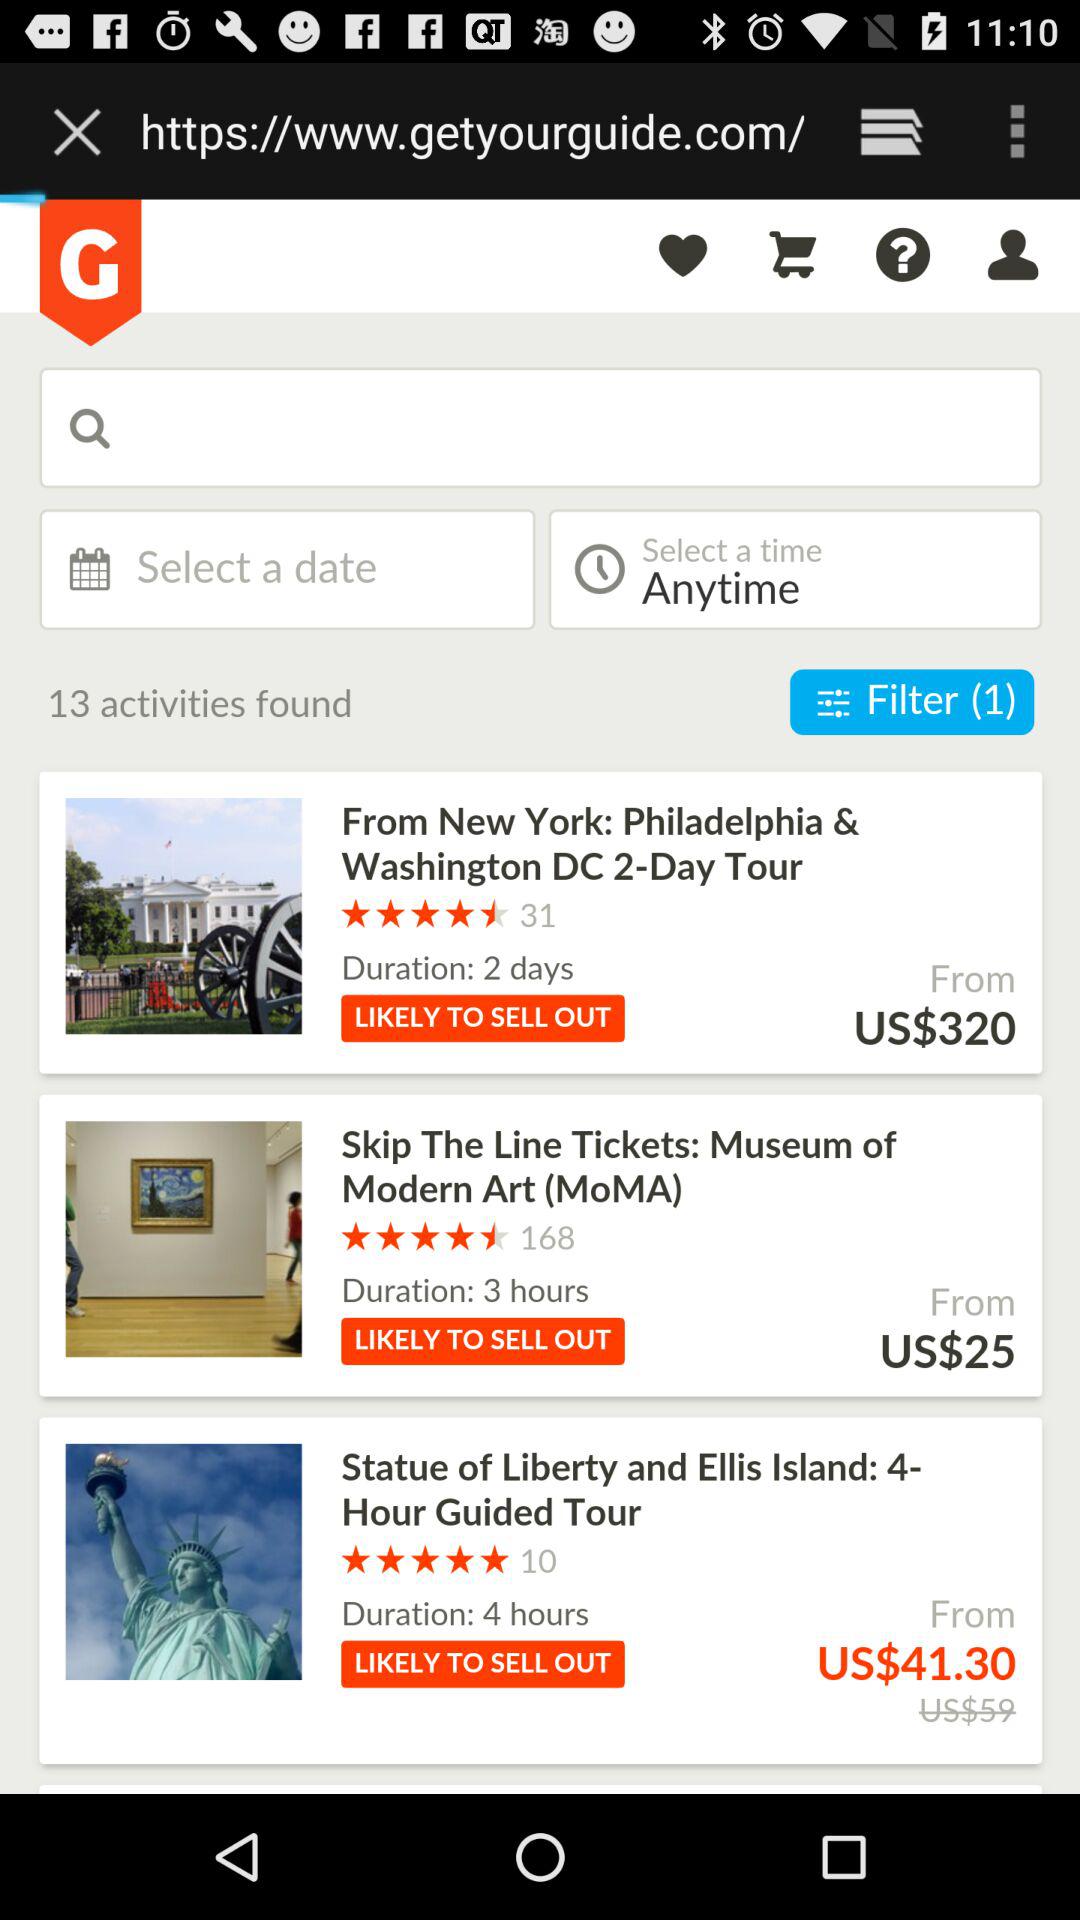 QT 淘 11:10
https://www.getyourguide.com/
G
Select a date
Select a time
Anytime
13 activities found
Filter (1)
From New York: Philadelphia &
Washington DC 2-Day Tour
31
Duration: 2 days
LIKELY TO SELL OUT
From
US$320
Skip The Line Tickets: Museum of
Modern Art (MoMA)
168
Duration: 3 hours
LIKELY TO SELL OUT
From
US$25
Statue of Liberty and Ellis Island: 4-
Hour Guided Tour
10
Duration: 4 hours
LIKELY TO SELL OUT
From
US$41.30
US$59